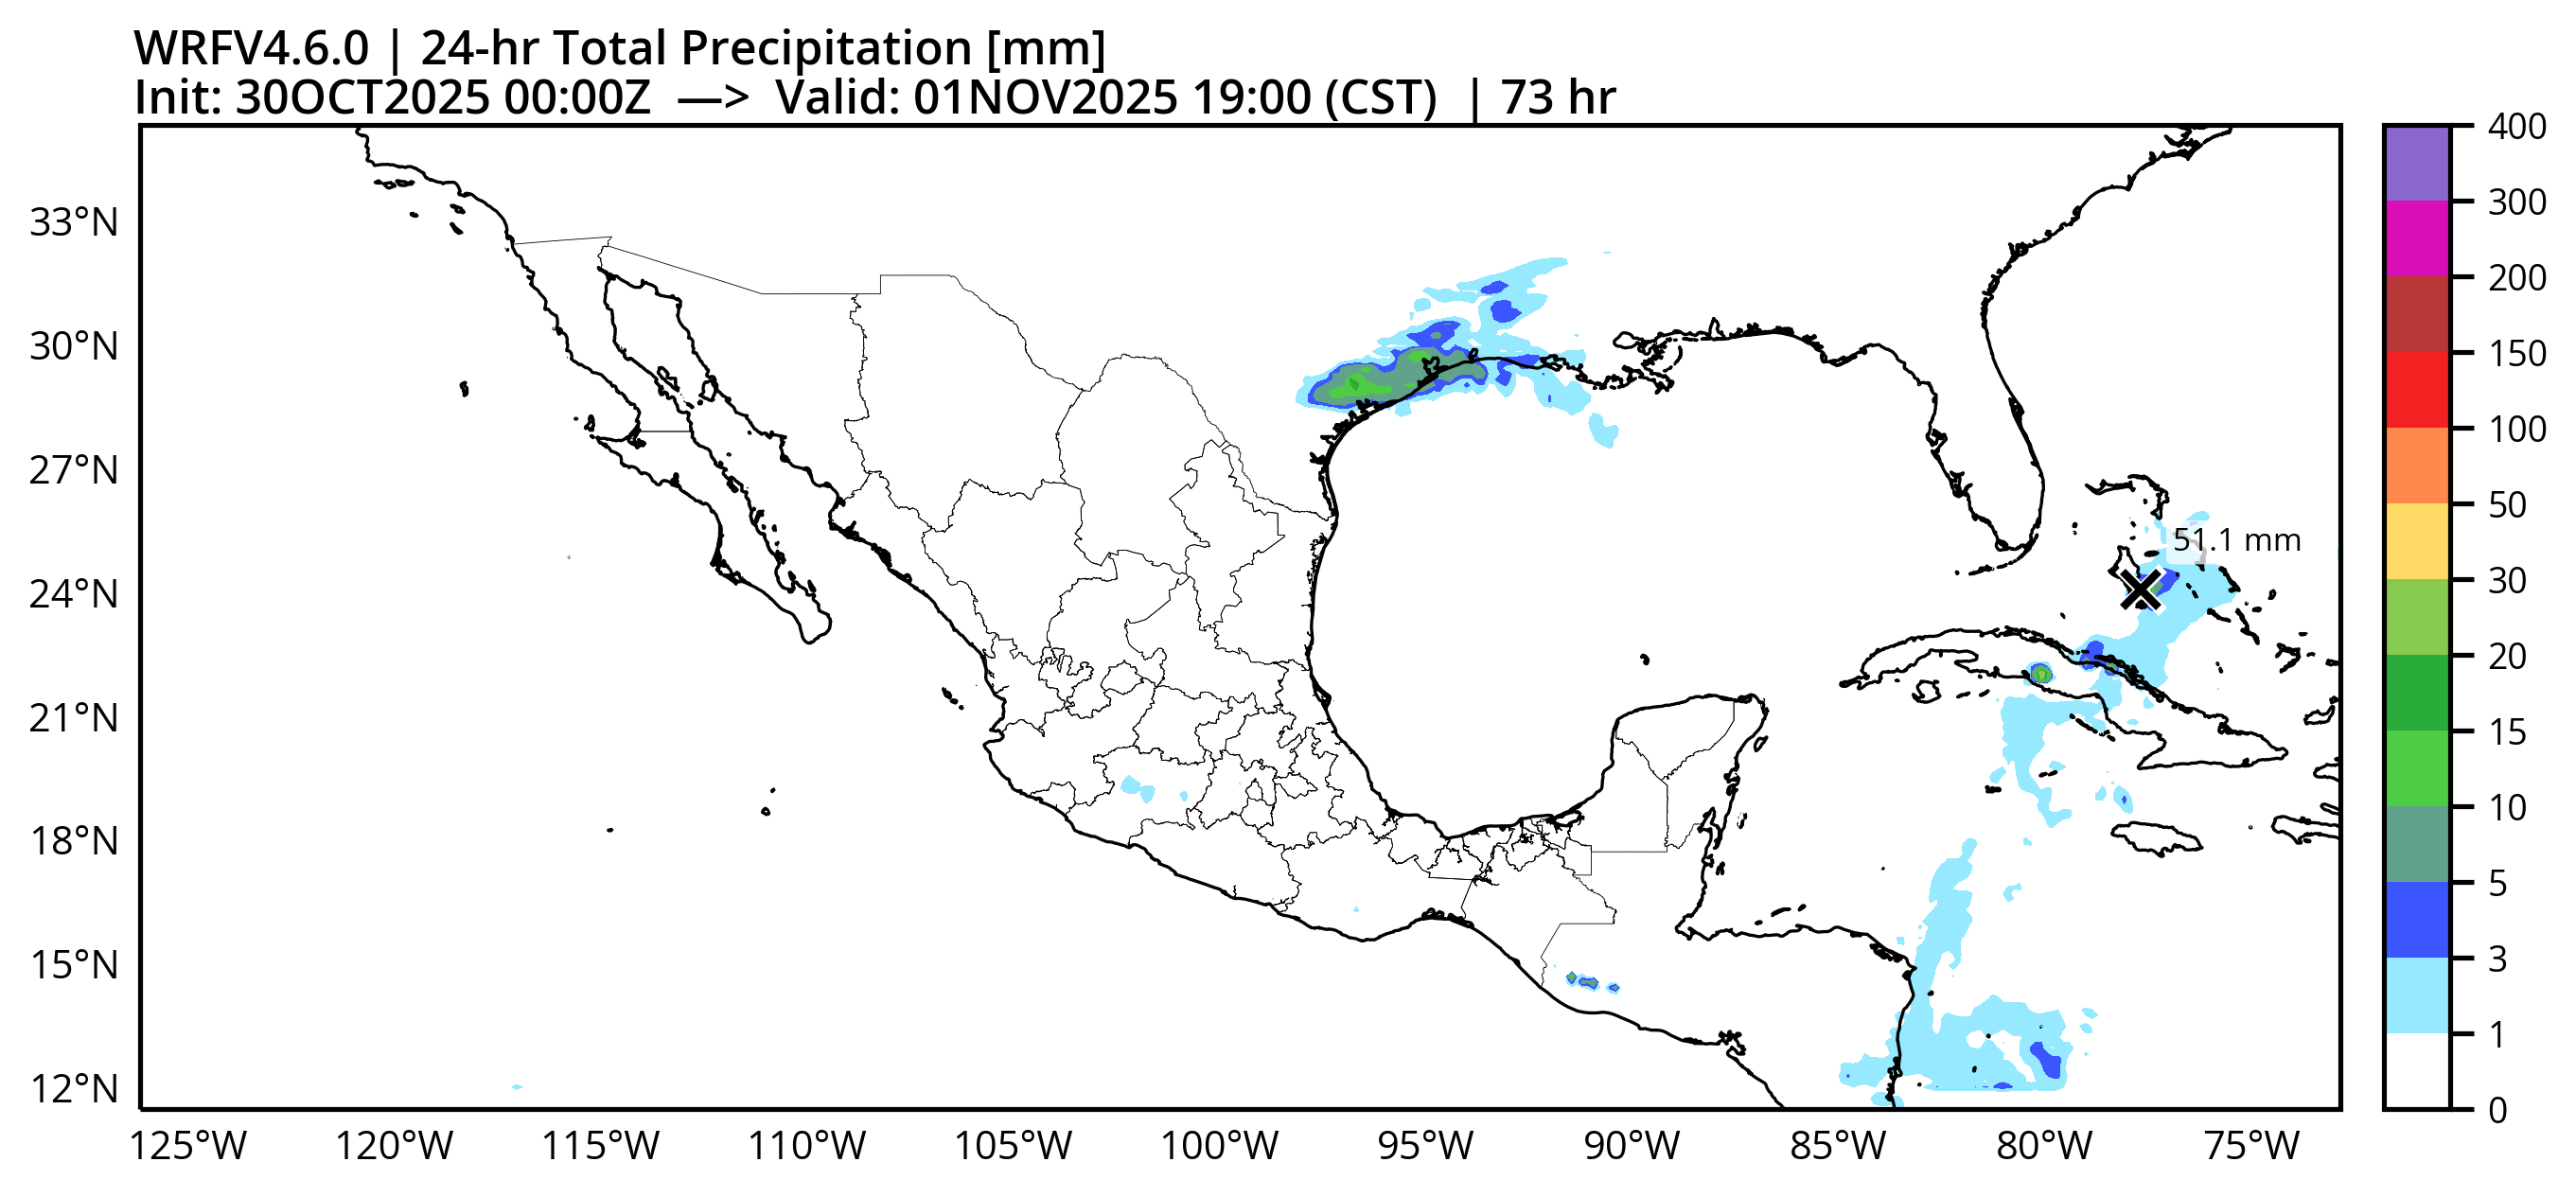 WRFV4.6.0 | 24-hr Total Precipitation [mm]
Init: 30OCT2025 00:00Z —> Valid: 01NOV2025 19:00 (CST) | 73 hr
33°N
30°N
27°N
24°N
21°N
18°N
15°N
12°N
125°W 120°W 115°W 110°W 105°W 100°W 95°W 90°W 85°W 80°W 75°W
51.1 mm
400
300
200
150
100
50
30
20
15
10
5
3
1
0